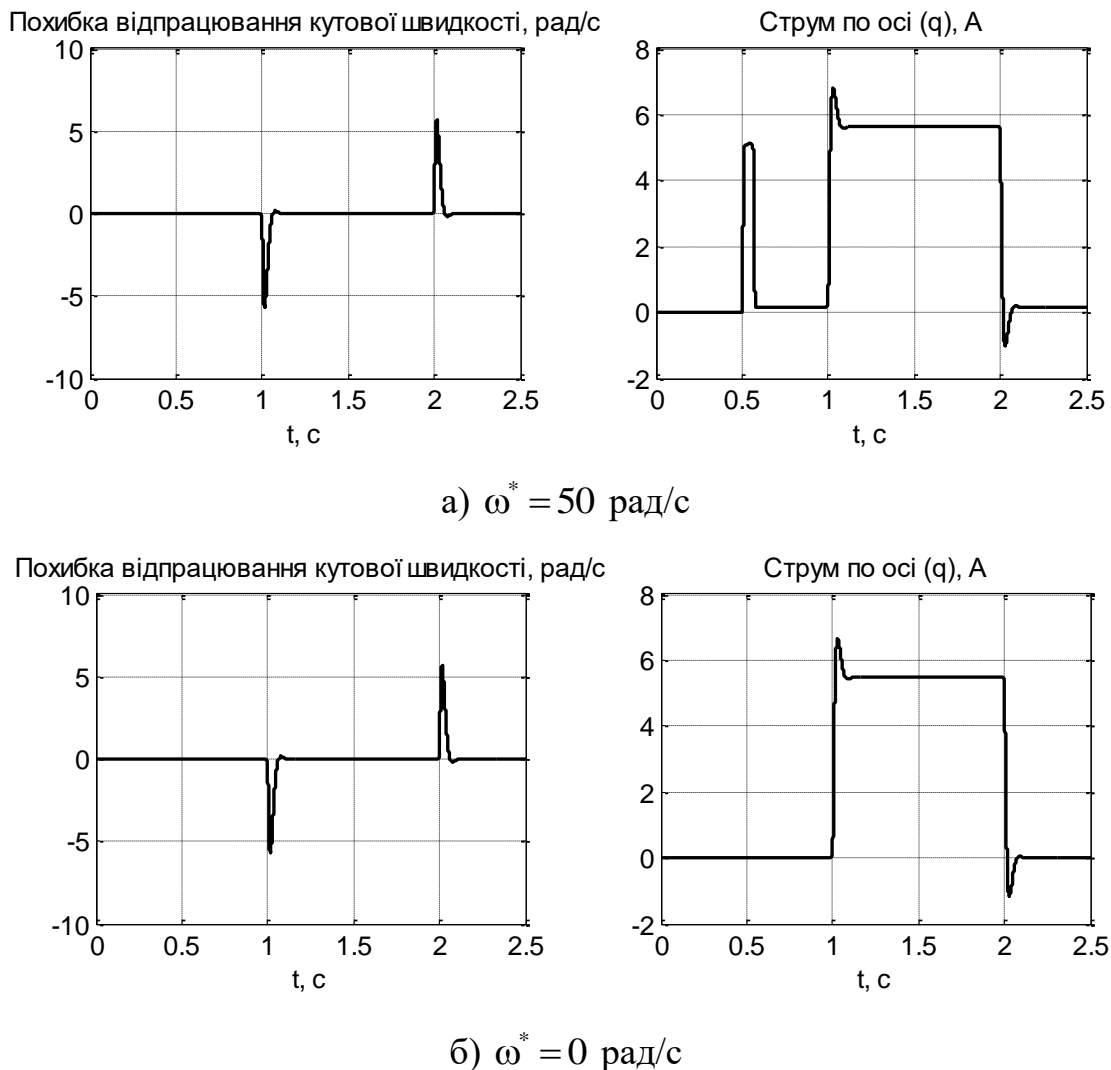 Похибка відпрацювання кутової швидкості, рад/с
10
5
0
-5
-10
0 0.5 1 1.5 2 2.5
t, с
Струм по осі (q), А
8
6
4
2
0
-2
0 0.5 1 1.5 2 2.5
t, с
а) ω* = 50 рад/с
Похибка відпрацювання кутової швидкості, рад/с
10
5
0
-5
-10
0 0.5 1 1.5 2 2.5
t, с
Струм по осі (q), А
8
6
4
2
0
-2
0 0.5 1 1.5 2 2.5
t, с
б) ω* = 0 рад/с